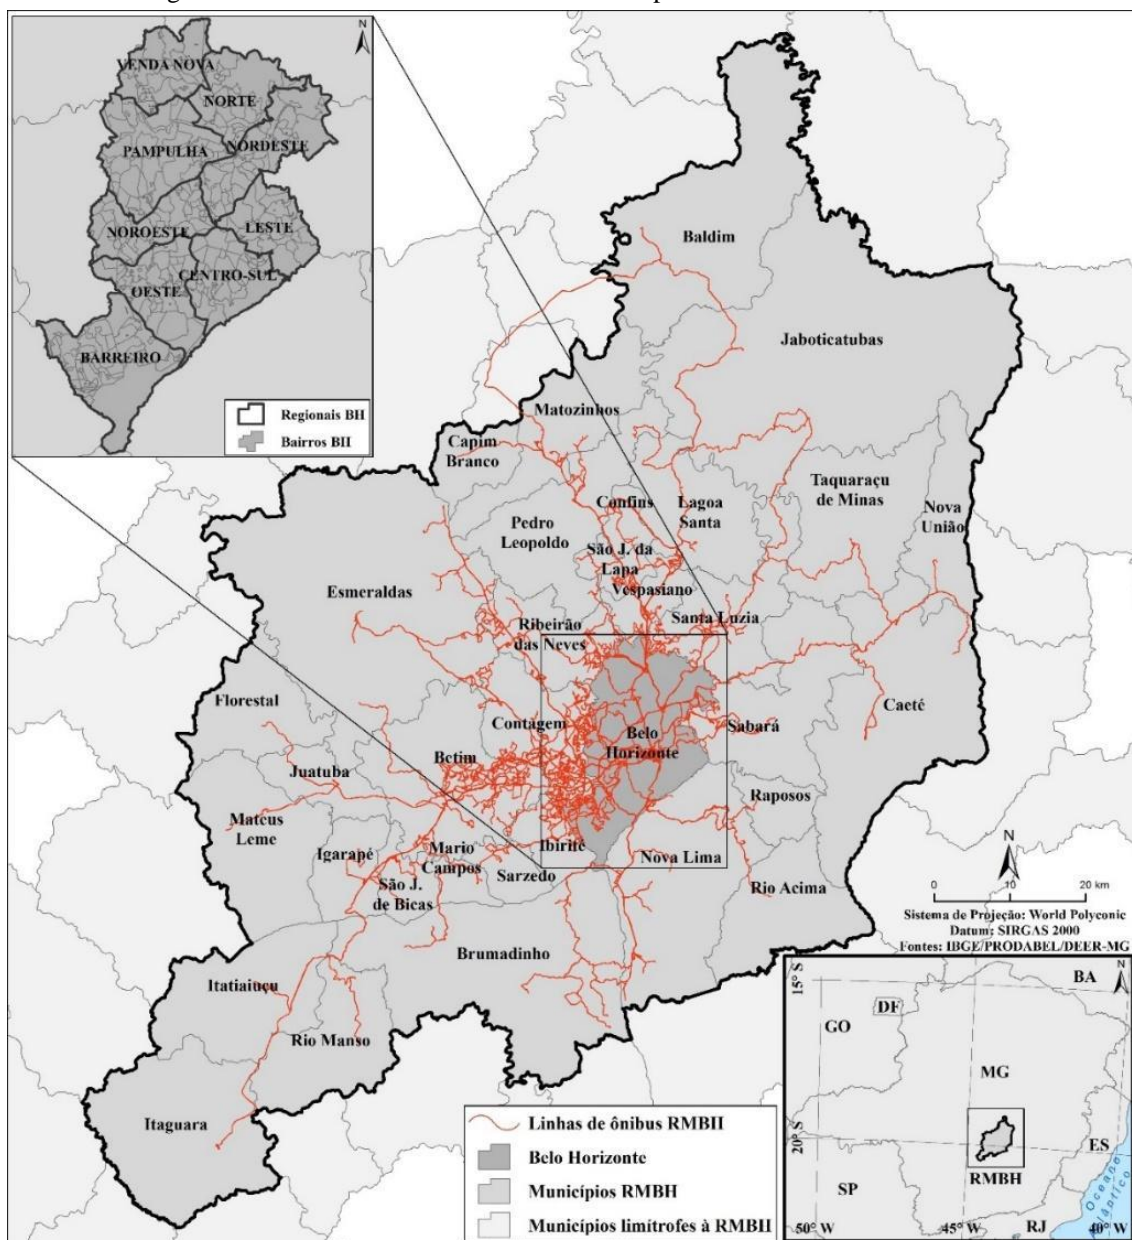 N
VENDA NOVA
NORTE
NORDESTE
PAMPULHA
NOROESTE
LESTE
CENTRO-SUL
OESTE
BARREIRO
Regionais BH
Bairros BH
Baldim
Jaboticatubas
Matozinhos
Capim
Branco
Taquaraçu
de Minas
Nova
União
Confins
Lagoa
Santa
Pedro
Leopoldo
São J. da
Lapa
Vespasiano
Esmeraldas
Santa Luzia
Ribeirão
das Neves
Florestal
Contagem
Caeté
Sabará
Belo
Horizonte
Betim
Juatuba
Raposos
Mateus
Leme
Igarapé
Mario
Campos
Ibirité
Nova Lima
Sarzedo
São J.
de Bicas
Rio Acima
N
0 10 20 km
Sistema de Projeção: World Polyconic
Datum: SIRGAS 2000
Fontes: IBGE/PRODABEL/DEER-MG
Brumadinho
Itatiaiuçu
Rio Manso
Itaguara
Linhas de ônibus RMBH
Belo Horizonte
Municípios RMBH
Municípios limítrofes à RMBH
N
15° S
BA
DF
GO
MG
20° S
ES
RMBH
SP
RJ
Oceano
Atlântico
50° W
45° W
40° W